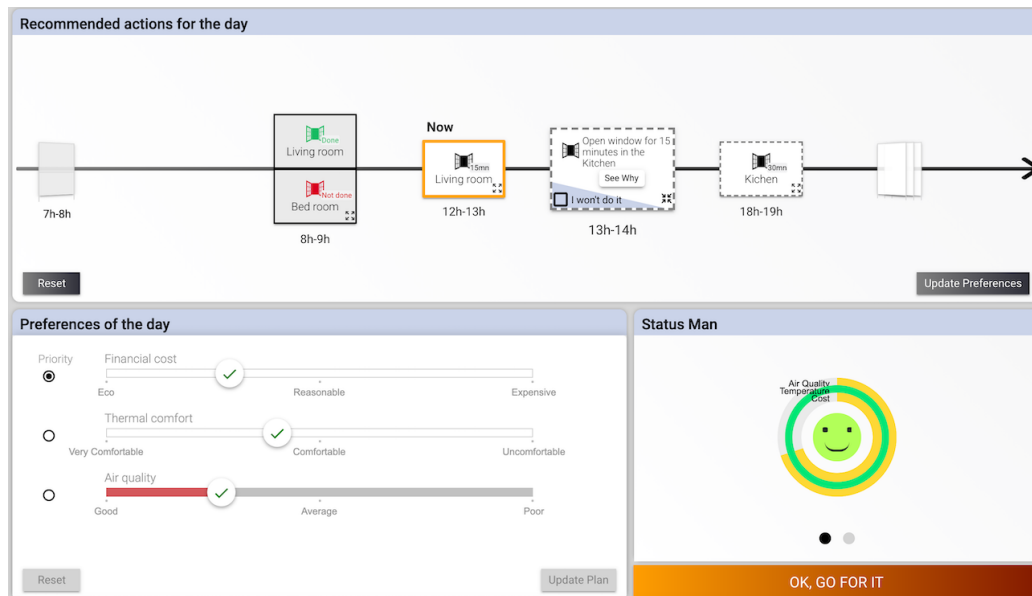 Recommended actions for the day
Now
Done
Living room
Not done
Bed room
15mn
Living room
Open window for 15
minutes in the
Kitchen
See Why
I won't do it
30mn
Kichen
7h-8h
8h-9h
12h-13h
13h-14h
18h-19h
Reset
Update Preferences
Preferences of the day
Priority
Financial cost
Eco
Reasonable
Expensive
Thermal comfort
Very Comfortable
Comfortable
Uncomfortable
Air quality
Good
Average
Poor
Reset
Update Plan
Status Man
Air Quality
Temperature
Cost
OK, GO FOR IT